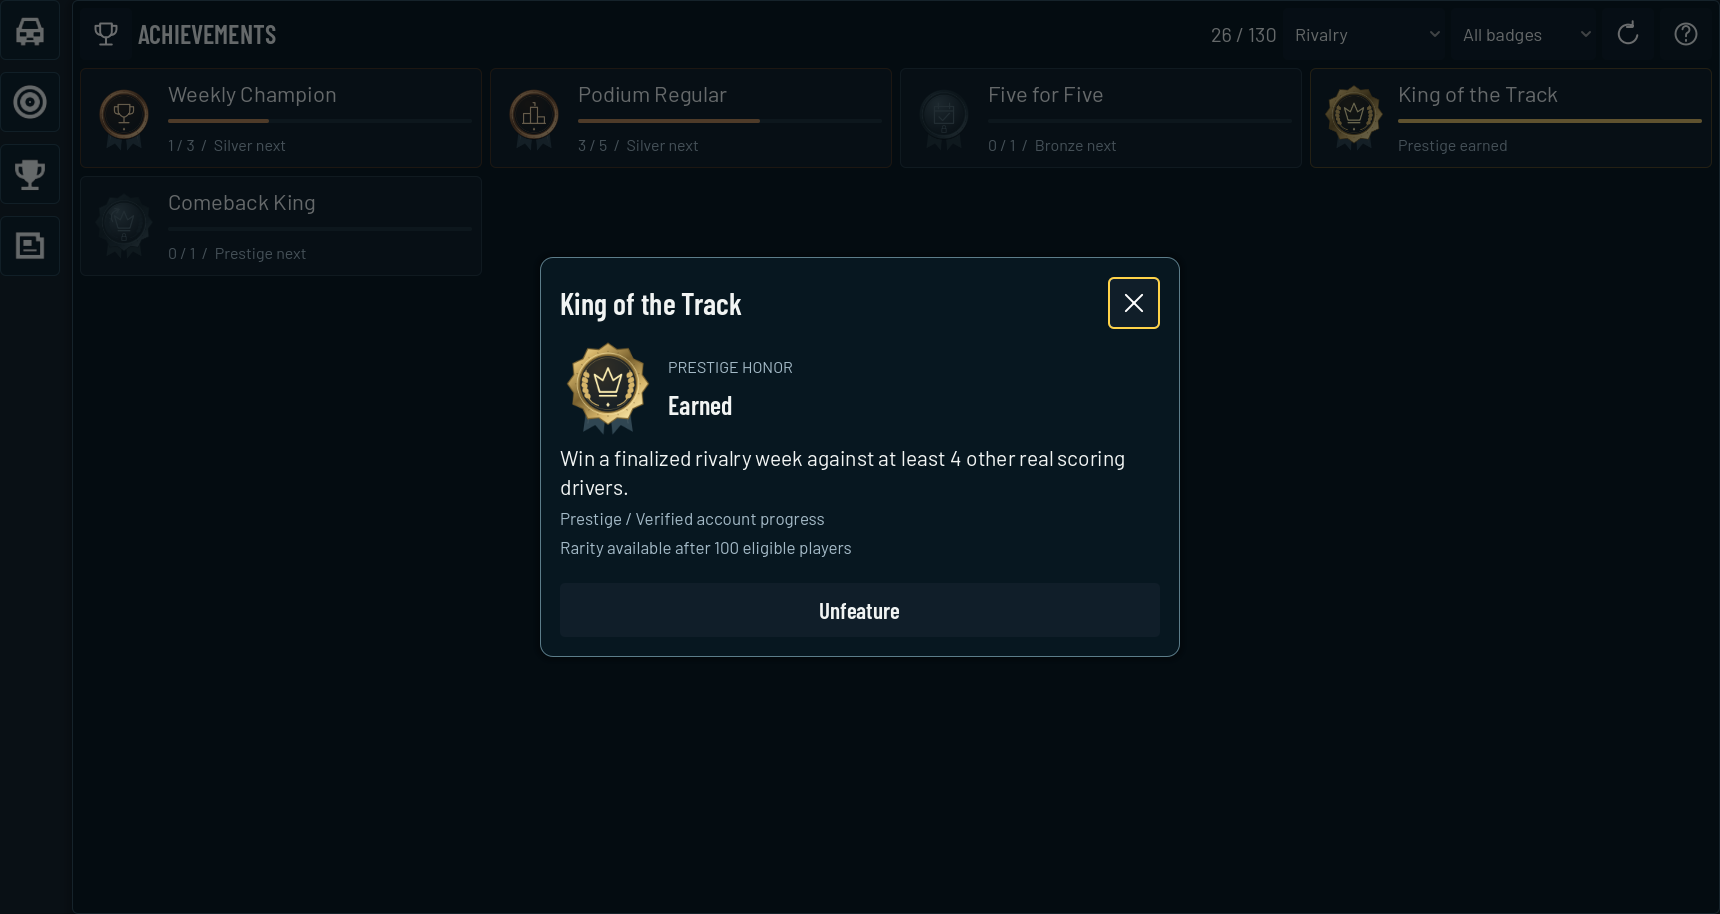 ACHIEVEMENTS
26 / 130
Rivalry
All badges
Weekly Champion
1 / 3 / Silver next
Podium Regular
3 / 5 / Silver next
Five for Five
0 / 1 / Bronze next
King of the Track
Prestige earned
Comeback King
0 / 1 / Prestige next
King of the Track
PRESTIGE HONOR
Earned
Win a finalized rivalry week against at least 4 other real scoring
drivers.
Prestige / Verified account progress
Rarity available after 100 eligible players
Unfeature